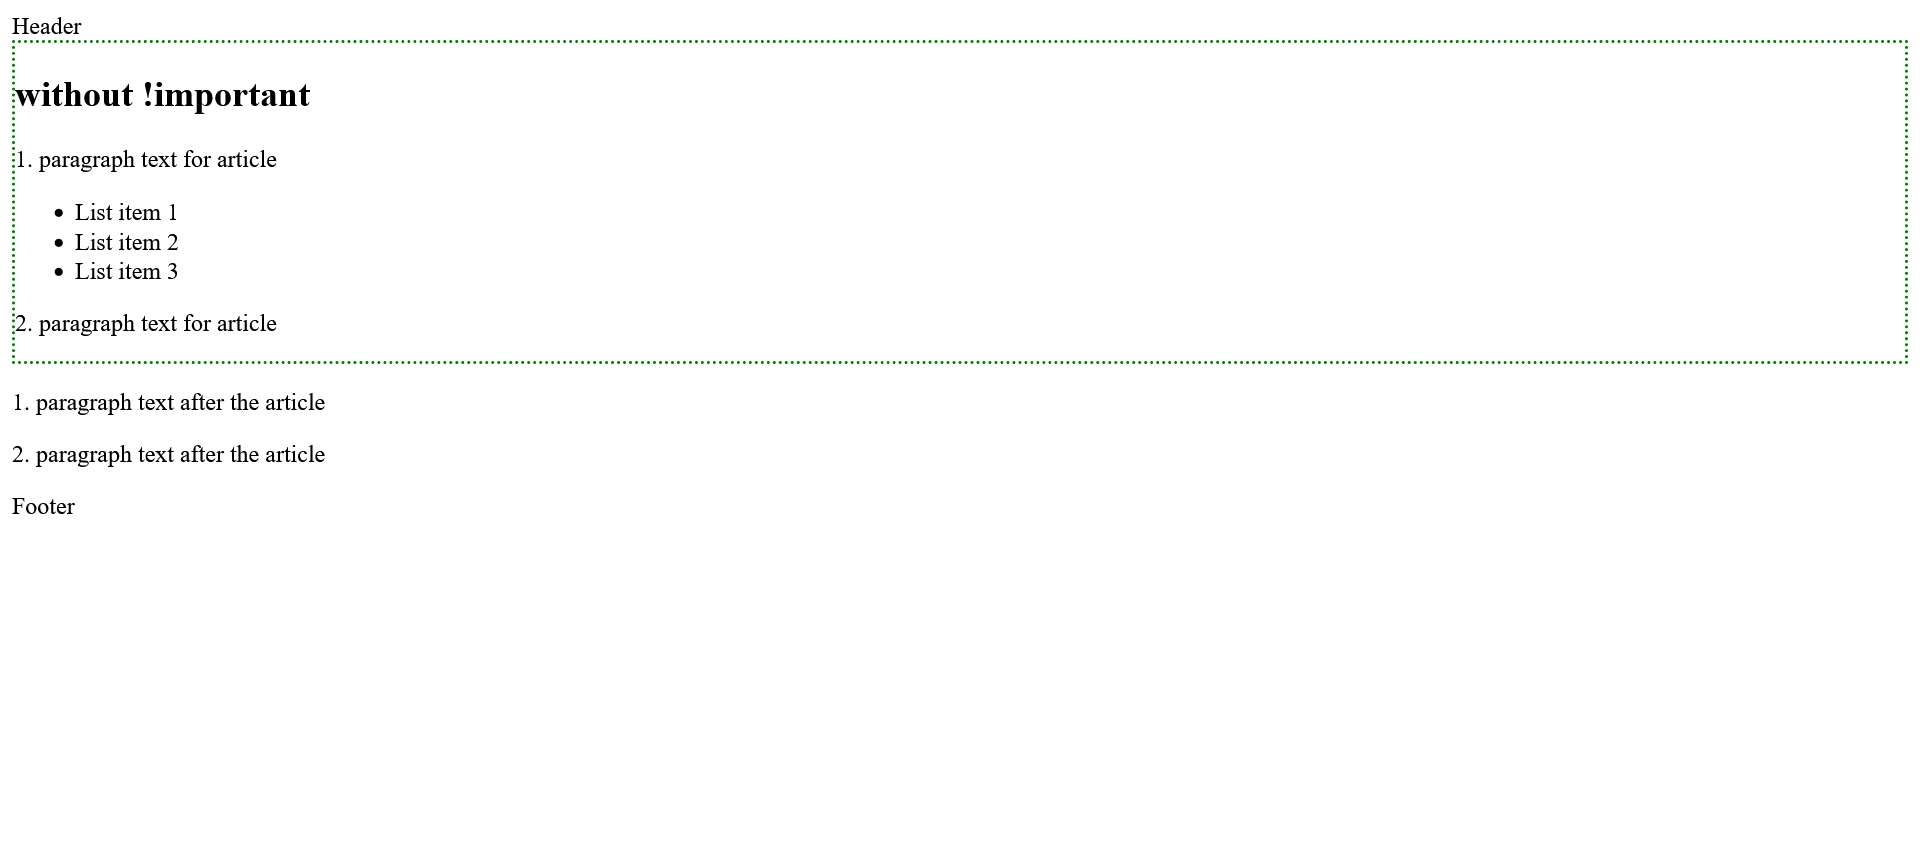 Header
without !important
1. paragraph text for article
• List item 1
• List item 2
• List item 3
2. paragraph text for article
1. paragraph text after the article
2. paragraph text after the article
Footer